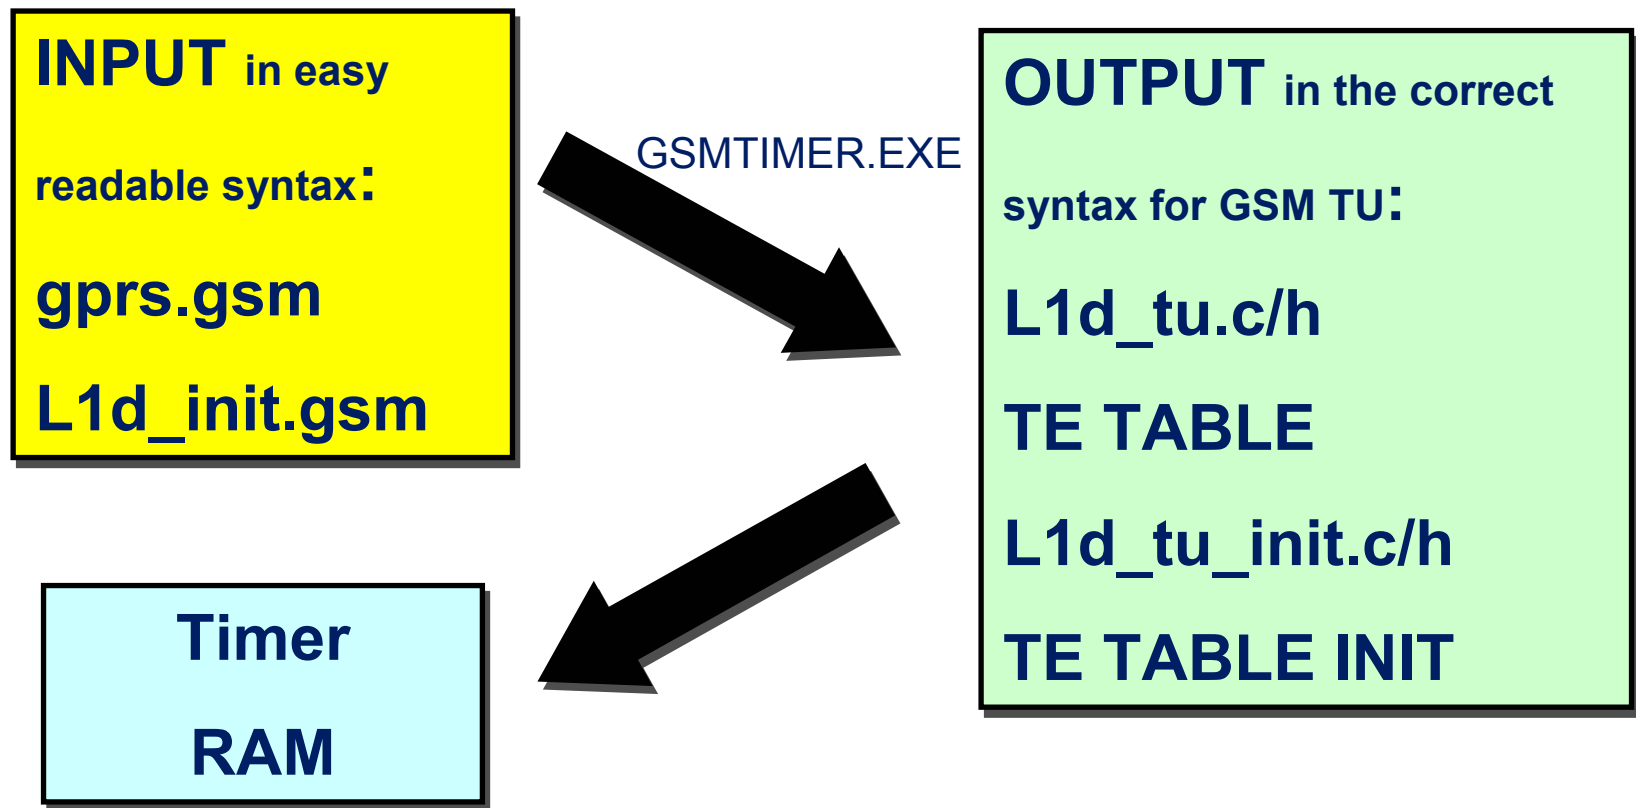 INPUT in easy
readable syntax:
gprs.gsm
L1d_init.gsm
GSMTIMER.EXE
OUTPUT in the correct
syntax for GSM TU:
L1d_tu.c/h
TE TABLE
L1d_tu_init.c/h
TE TABLE INIT
Timer
RAM